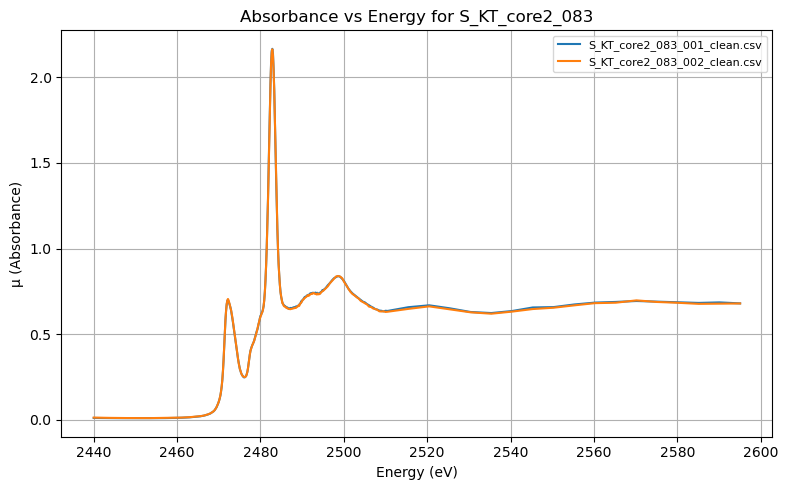 Absorbance vs Energy for S_KT_core2_083
S_KT_core2_083_001_clean.csv
S_KT_core2_083_002_clean.csv
μ (Absorbance)
2.0
1.5
1.0
0.5
0.0
2440 2460 2480 2500 2520 2540 2560 2580 2600
Energy (eV)